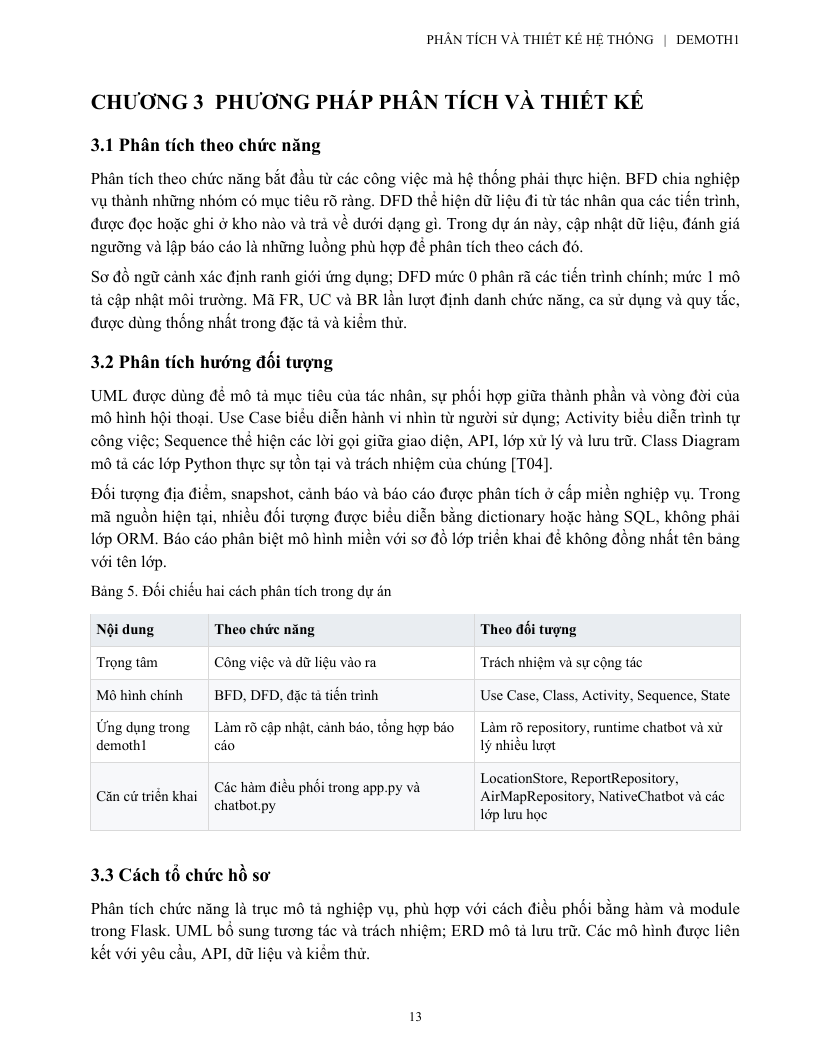 PHÂN TÍCH VÀ THIẾT KẾ HỆ THỐNG | DEMOTH1
CHƯƠNG 3 PHƯƠNG PHÁP PHÂN TÍCH VÀ THIẾT KẾ
3.1 Phân tích theo chức năng
Phân tích theo chức năng bắt đầu từ các công việc mà hệ thống phải thực hiện. BFD chia nghiệp
vụ thành những nhóm có mục tiêu rõ ràng. DFD thể hiện dữ liệu đi từ tác nhân qua các tiến trình,
được đọc hoặc ghi ở kho nào và trả về dưới dạng gì. Trong dự án này, cập nhật dữ liệu, đánh giá
ngưỡng và lập báo cáo là những luồng phù hợp để phân tích theo cách đó.
Sơ đồ ngữ cảnh xác định ranh giới ứng dụng; DFD mức 0 phân rã các tiến trình chính; mức 1 mô
tả cập nhật môi trường. Mã FR, UC và BR lần lượt định danh chức năng, ca sử dụng và quy tắc,
được dùng thống nhất trong đặc tả và kiểm thử.
3.2 Phân tích hướng đối tượng
UML được dùng để mô tả mục tiêu của tác nhân, sự phối hợp giữa thành phần và vòng đời của
mô hình hội thoại. Use Case biểu diễn hành vi nhìn từ người sử dụng; Activity biểu diễn trình tự
công việc; Sequence thể hiện các lời gọi giữa giao diện, API, lớp xử lý và lưu trữ. Class Diagram
mô tả các lớp Python thực sự tồn tại và trách nhiệm của chúng [T04].
Đối tượng địa điểm, snapshot, cảnh báo và báo cáo được phân tích ở cấp miền nghiệp vụ. Trong
mã nguồn hiện tại, nhiều đối tượng được biểu diễn bằng dictionary hoặc hàng SQL, không phải
lớp ORM. Báo cáo phân biệt mô hình miền với sơ đồ lớp triển khai để không đồng nhất tên bảng
với tên lớp.
Bảng 5. Đối chiếu hai cách phân tích trong dự án
Nội dung Theo chức năng Theo đối tượng
Trọng tâm Công việc và dữ liệu vào ra Trách nhiệm và sự cộng tác
Mô hình chính BFD, DFD, đặc tả tiến trình Use Case, Class, Activity, Sequence, State
Ứng dụng trong
demoth1
Làm rõ cập nhật, cảnh báo, tổng hợp báo
cáo
Làm rõ repository, runtime chatbot và xử
lý nhiều lượt
Căn cứ triển khai
Các hàm điều phối trong app.py và
chatbot.py
LocationStore, ReportRepository,
AirMapRepository, NativeChatbot và các
lớp lưu học
3.3 Cách tổ chức hồ sơ
Phân tích chức năng là trục mô tả nghiệp vụ, phù hợp với cách điều phối bằng hàm và module
trong Flask. UML bổ sung tương tác và trách nhiệm; ERD mô tả lưu trữ. Các mô hình được liên
kết với yêu cầu, API, dữ liệu và kiểm thử.
13